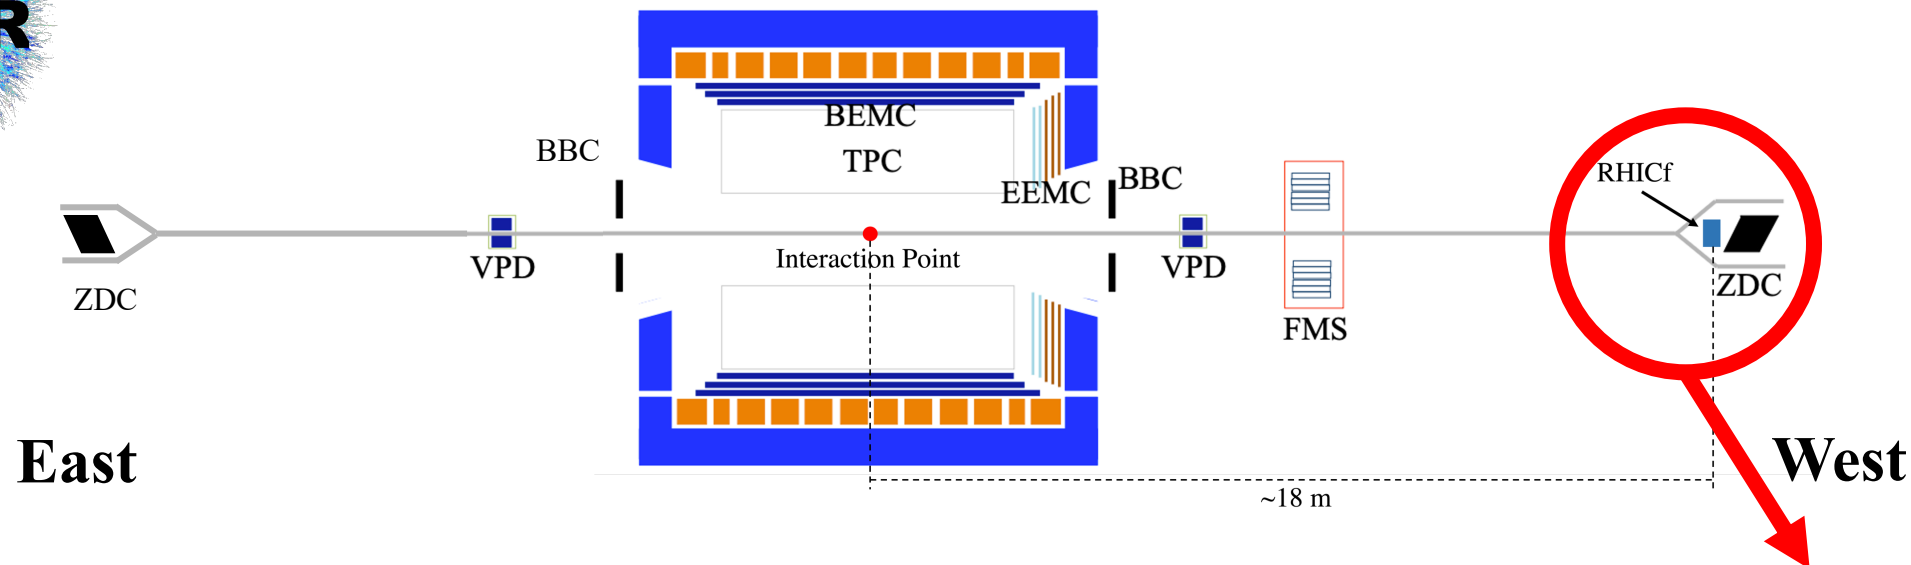 R
BEMC
TPC
BBC
EEMC
BBC
RHICf
VPD
Interaction Point
VPD
ZDC
ZDC
FMS
East
West
~18 m